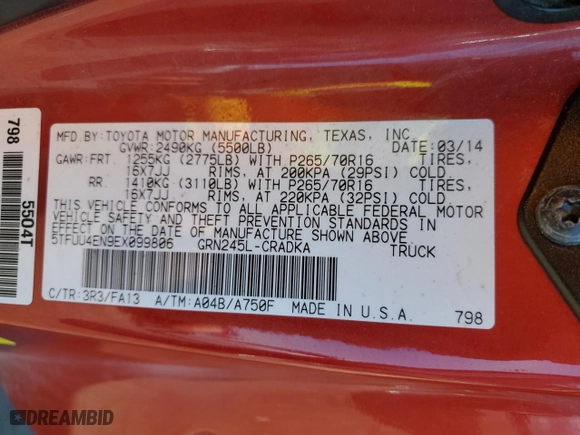 MFD BY:TOYOTA MOTOR MANUFACTURING, TEXAS, INC.
GVWR:2490KG (5500LB) DATE:03/14
GAWR:FRT. 1255KG (2775LB) WITH P265/70R16 TIRES,
16X7JJ RIMS, AT 200KPA (29PSI) COLD
RR. 1410KG (3110LB) WITH P265/70R16 TIRES,
16X7JJ RIMS, AT 220KPA (32PSI) COLD
THIS VEHICLE CONFORMS TO ALL APPLICABLE FEDERAL MOTOR
VEHICLE SAFETY AND THEFT PREVENTION STANDARDS IN
EFFECT ON THE DATE OF MANUFACTURE SHOWN ABOVE.
5TFUU4EN9EX099806 GRN245L-CRADKA TRUCK
C/TR:3R3/FA13 A/TM:A04B/A750F MADE IN U.S.A. 798
798
5504T
DREAMBID